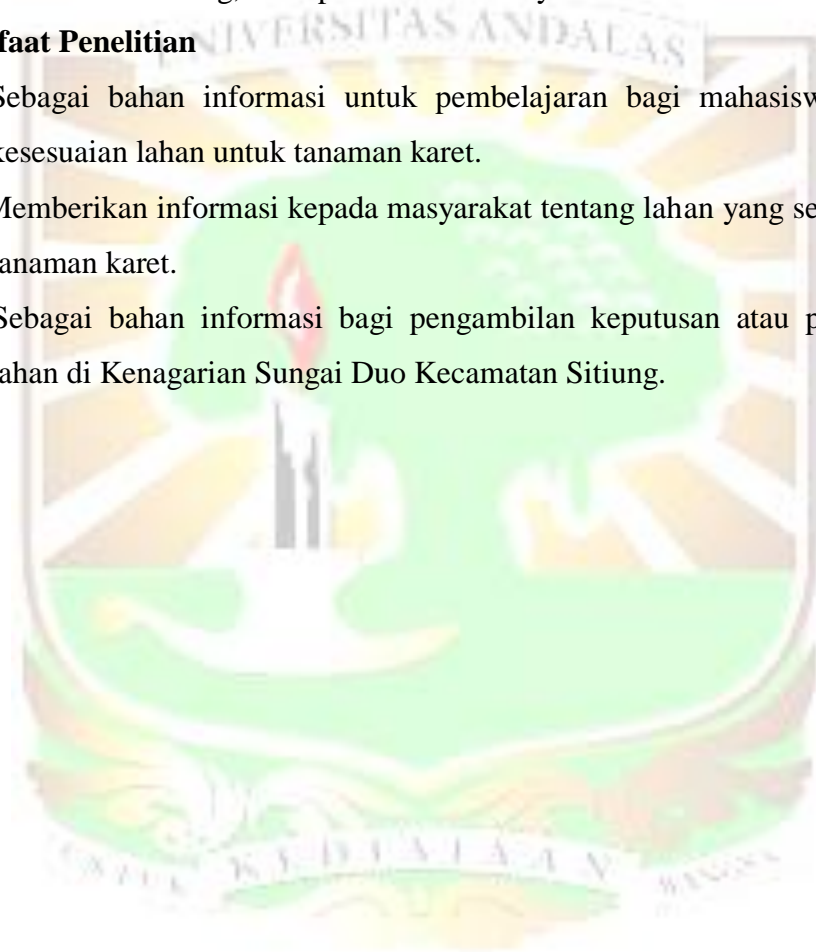 UNIVERSITAS ANDALAS
faat Penelitian
Sebagai bahan informasi untuk pembelajaran bagi mahasisw
kesesuaian lahan untuk tanaman karet.
Memberikan informasi kepada masyarakat tentang lahan yang se
tanaman karet.
Sebagai bahan informasi bagi pengambilan keputusan atau p
lahan di Kenagarian Sungai Duo Kecamatan Sitiung.
UNTUK KEDJAJAAN BANGSA